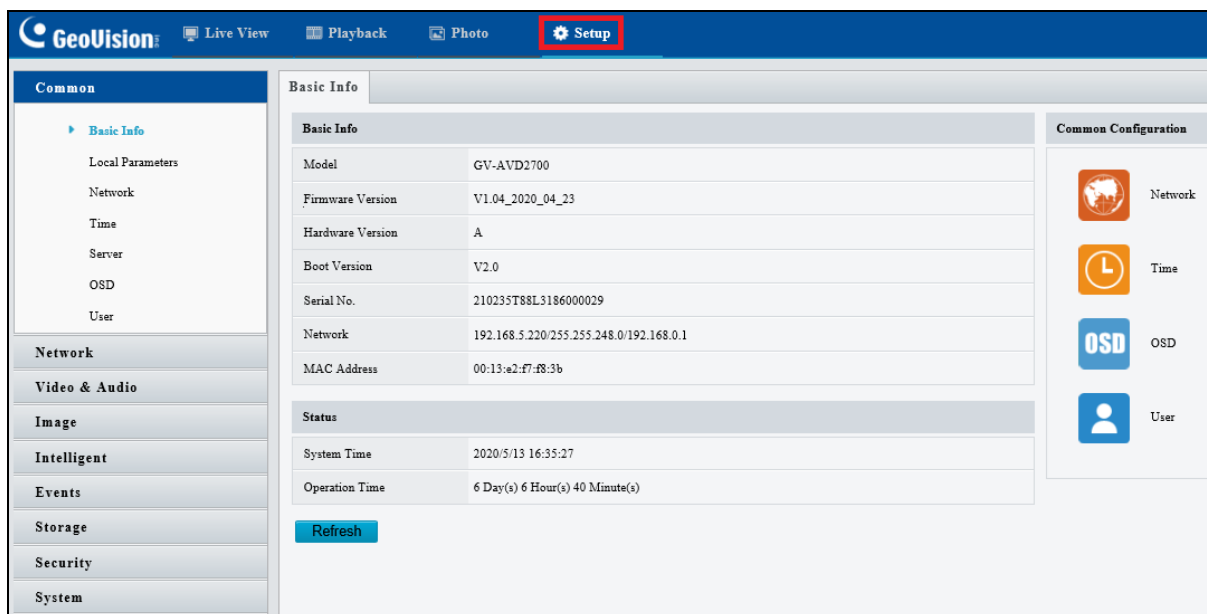 GeoVision Live View Playback Photo Setup
Common
Basic Info
Local Parameters
Network
Time
Server
OSD
User
Network
Video & Audio
Image
Intelligent
Events
Storage
Security
System
Basic Info
Basic Info
Model GV-AVD2700
Firmware Version V1.04_2020_04_23
Hardware Version A
Boot Version V2.0
Serial No. 210235T88L3186000029
Network 192.168.5.220/255.255.248.0/192.168.0.1
MAC Address 00:13:e2:f7:f8:3b
Status
System Time 2020/5/13 16:35:27
Operation Time 6 Day(s) 6 Hour(s) 40 Minute(s)
Refresh
Common Configuration
Network
Time
OSD OSD
User